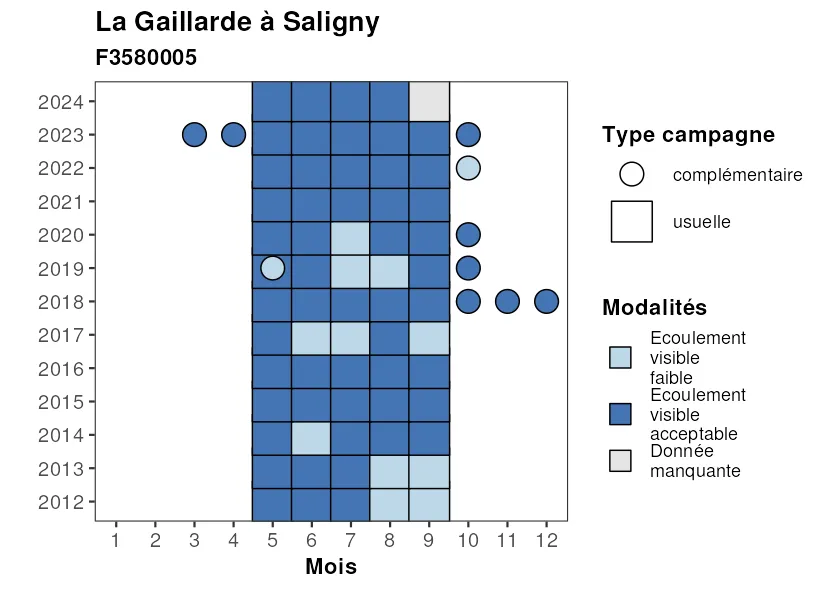 La Gaillarde à Saligny
F3580005
2024
2023
2022
2021
2020
2019
2018
2017
2016
2015
2014
2013
2012
1 2 3 4 5 6 7 8 9 10 11 12
Mois
Type campagne
complémentaire
usuelle
Modalités
Ecoulement
visible
faible
Ecoulement
visible
acceptable
Donnée
manquante